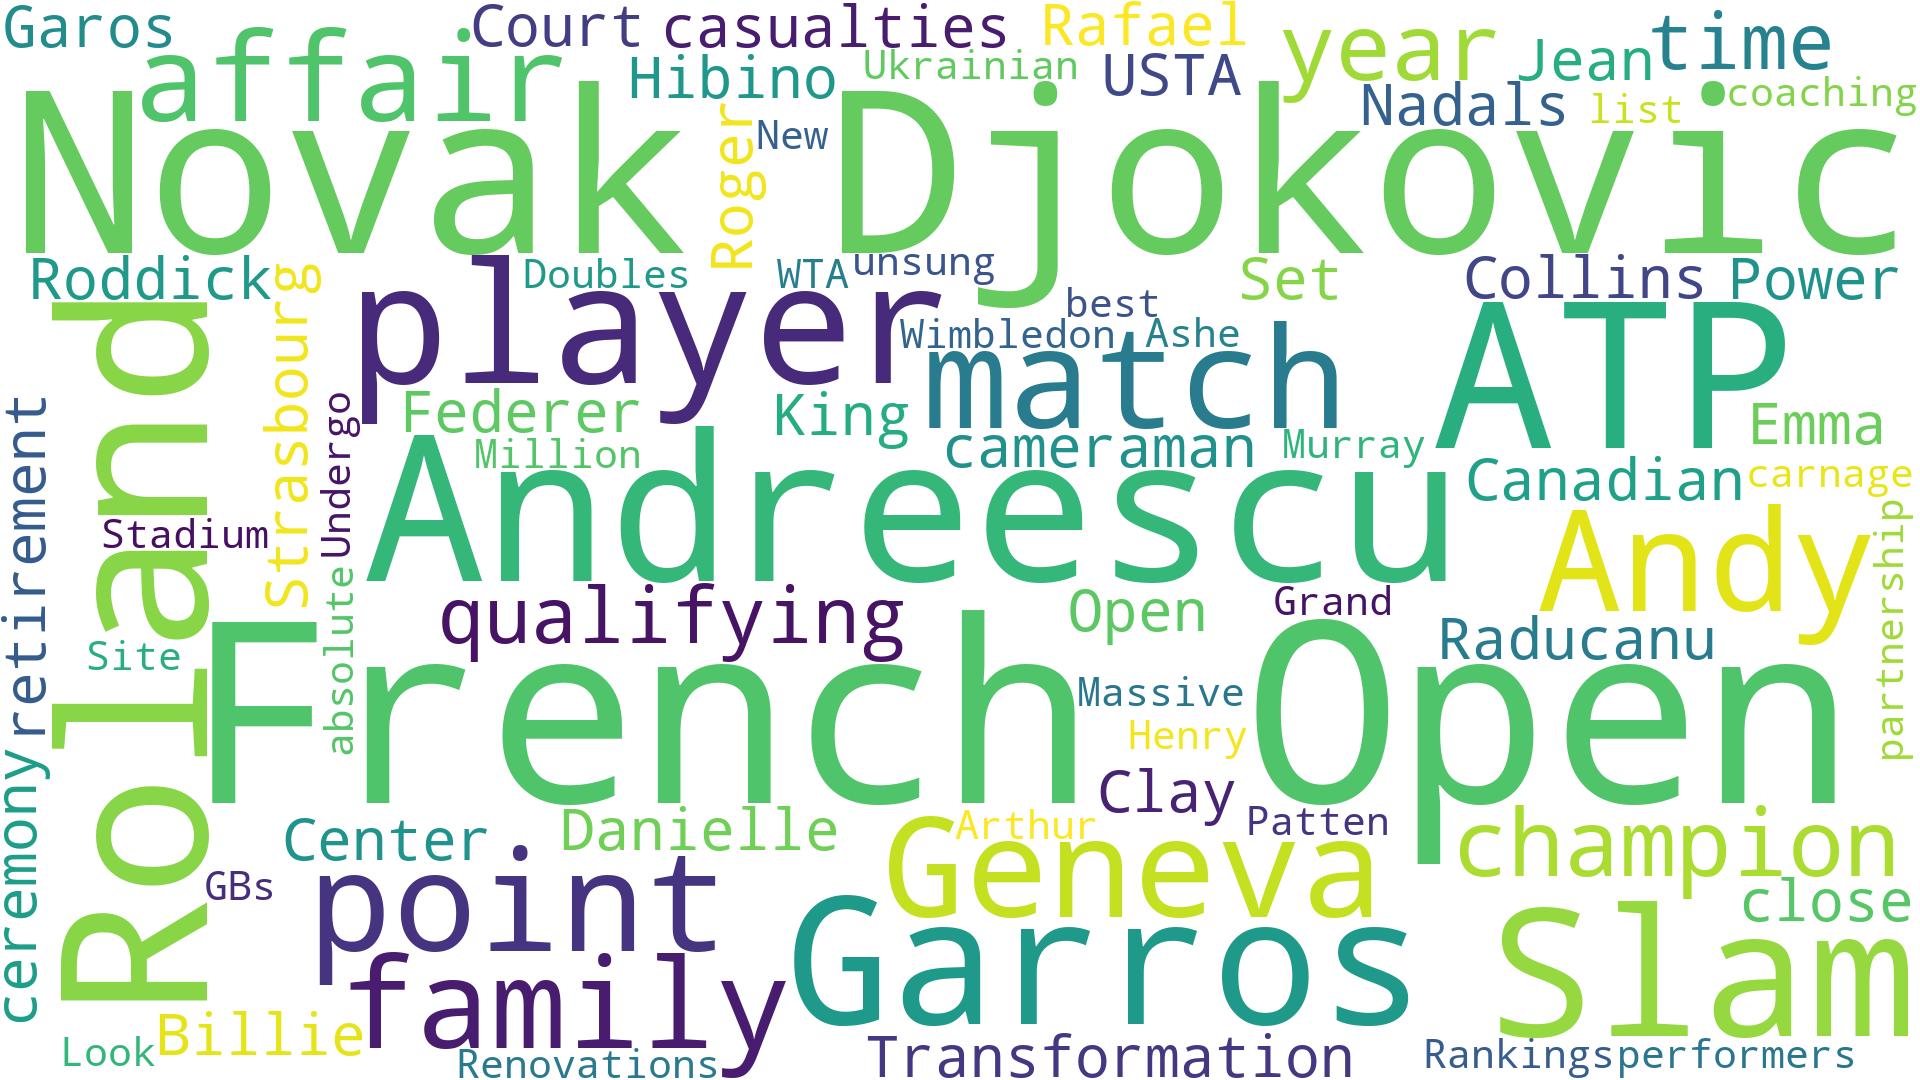 Garos
affair
Court
casualties
Rafael
year
Jean
time
Hibino
Ukrainian
USTA
Nadals
list
coaching
Novak Djokovic
Roger
New
Roddick
Strasbourg
player
Doubles
WTA
unsung
Set
Collins
Power
best
Wimbledon
Ashe
match
ATP
Roland
retirement
Undergo
Federer
King
cameraman
Murray
Emma
Million
Andreescu
Canadian
carnage
Stadium
Andy
partnership
absolute
qualifying
Open
Grand
Raducanu
Site
French Open
Massive
Henry
ceremony
Clay
Center
Danielle
Arthur
Patten
Geneva
champion
GBs
point
close
family
Garros
Slam
Look
Billie
Renovations
Transformation
Rankings
performers